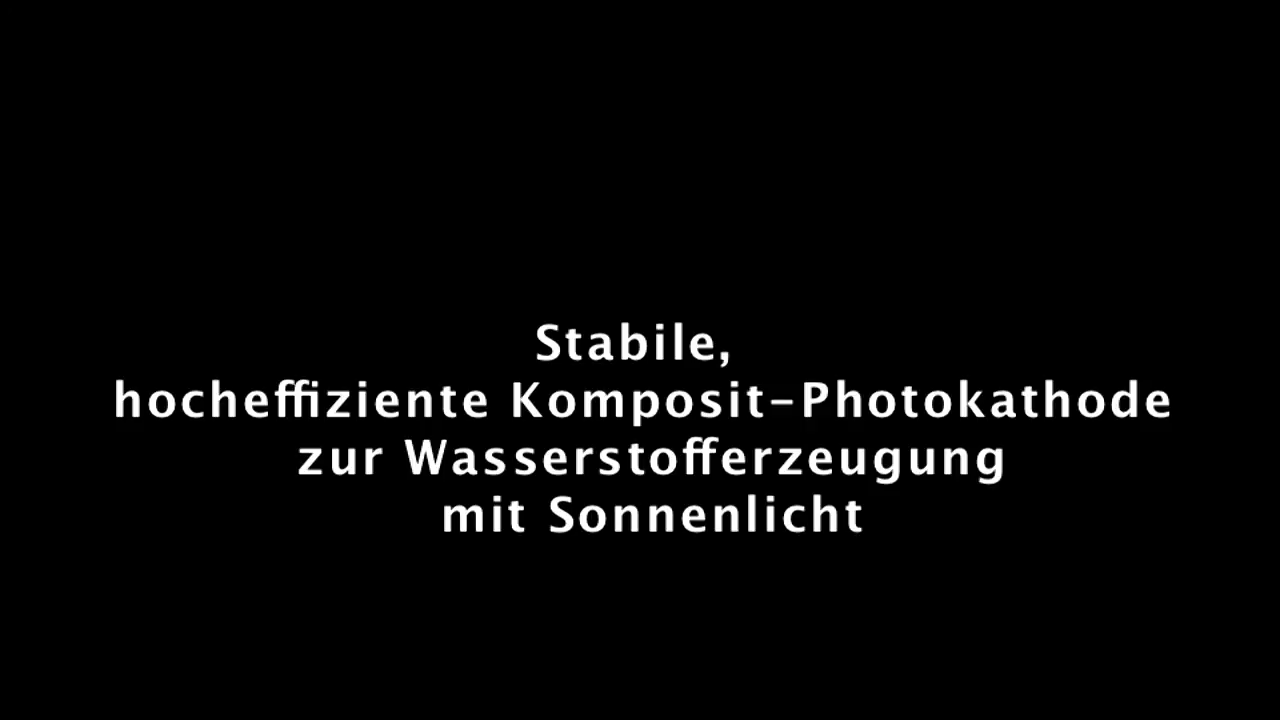 Stabile,
hocheffiziente Komposit-Photokathode
zur Wasserstofferzeugung
mit Sonnenlicht